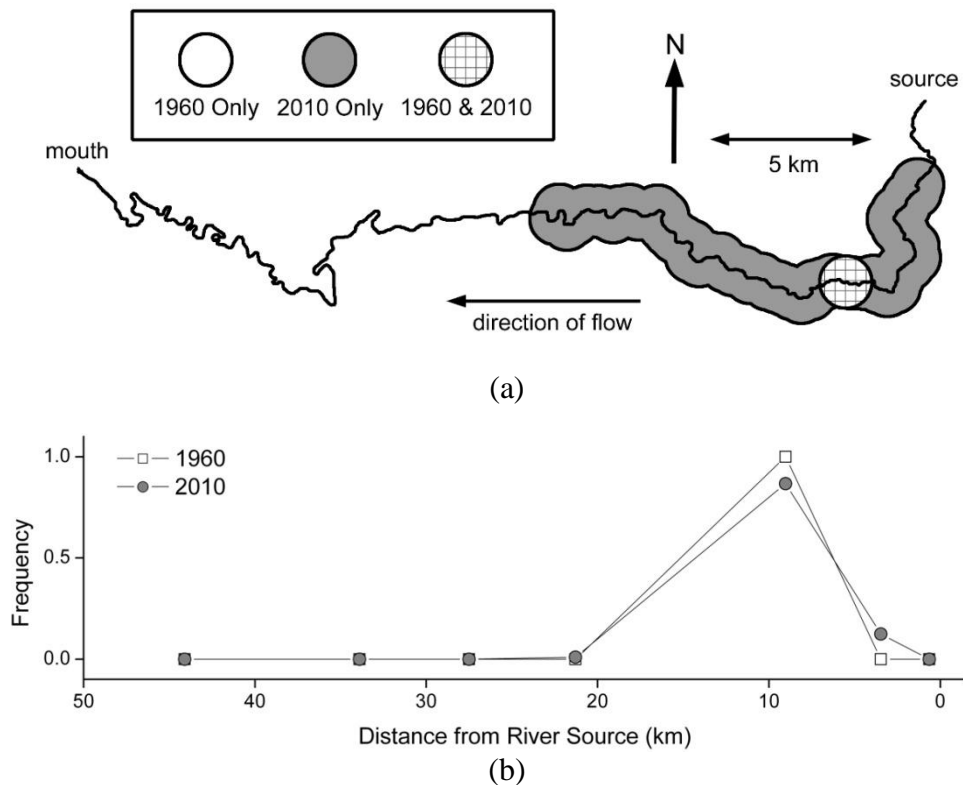 1960 Only 2010 Only 1960 & 2010
N
source
5 km
mouth
direction of flow
(a)
1960
2010
1.0
0.5
0.0
Frequency
50 40 30 20 10 0
Distance from River Source (km)
(b)